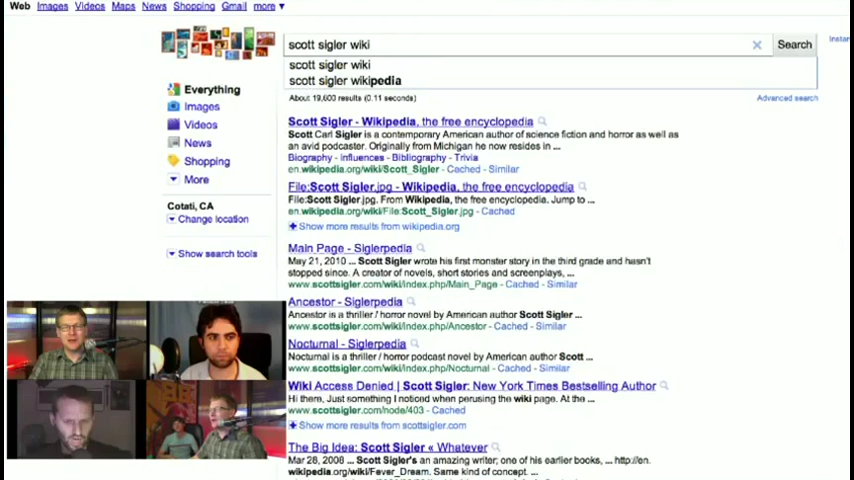 Web Images Videos Maps News Shopping Gmail more ▼
scott sigler wiki
Search
scott sigler wiki
scott sigler wikipedia
About 19,600 results (0.11 seconds)
Advanced search
Everything
Images
Videos
News
Shopping
More
Cotati, CA
Change location
Show search tools
Scott Sigler - Wikipedia, the free encyclopedia
Scott Carl Sigler is a contemporary American author of science fiction and horror as well as
an avid podcaster. Originally from Michigan he now resides in ...
Biography - Influences - Bibliography - Trivia
en.wikipedia.org/wiki/Scott_Sigler - Cached - Similar
File:Scott Sigler.jpg - Wikipedia, the free encyclopedia
File:Scott Sigler.jpg. From Wikipedia, the free encyclopedia. Jump to ...
en.wikipedia.org/wiki/File:Scott_Sigler.jpg - Cached
Show more results from wikipedia.org
Main Page - Siglerpedia
May 21, 2010 ... Scott Sigler wrote his first monster story in the third grade and hasn't
stopped since. A creator of novels, short stories and screenplays, ...
www.scottsigler.com/wiki/index.php/Main_Page - Cached - Similar
Ancestor - Siglerpedia
Ancestor is a thriller / horror novel by American author Scott Sigler ...
www.scottsigler.com/wiki/index.php/Ancestor - Cached - Similar
Nocturnal - Siglerpedia
Nocturnal is a thriller / horror podcast novel by American author Scott ...
www.scottsigler.com/wiki/index.php/Nocturnal - Cached - Similar
Wiki Access Denied | Scott Sigler: New York Times Bestselling Author
Hi there, Just something I noticed when perusing the wiki page. At the ...
www.scottsigler.com/node/403 - Cached
Show more results from scottsigler.com
The Big Idea: Scott Sigler « Whatever
Mar 28, 2008 ... Scott Sigler's an amazing writer; one of his earlier books, ... http://en.
wikipedia.org/wiki/Fever_Dream. Same kind of concept. ...